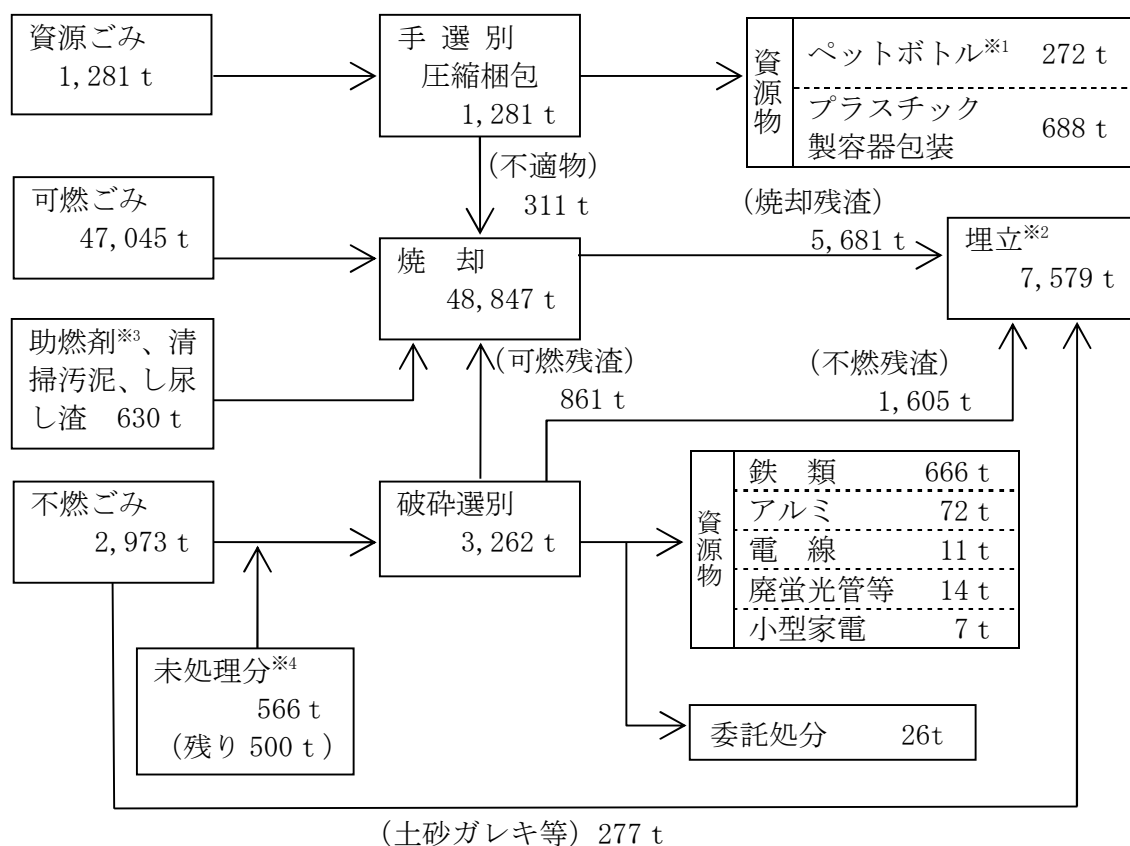 資源ごみ
1,281 t
手 選 別
圧縮梱包
1,281 t
資源物
ペットボトル※1 272 t
プラスチック
製容器包装 688 t
(不適物)
311 t
可燃ごみ
47,045 t
焼 却
48,847 t
(焼却残渣)
5,681 t
埋立※2
7,579 t
助燃剤※3、清
掃汚泥、し尿
し渣 630 t
(可燃残渣)
861 t
(不燃残渣)
1,605 t
不燃ごみ
2,973 t
破砕選別
3,262 t
資源物
鉄 類 666 t
アルミ 72 t
電 線 11 t
廃蛍光管等 14 t
小型家電 7 t
未処理分※4
566 t
(残り 500 t)
委託処分 26t
(土砂ガレキ等) 277 t